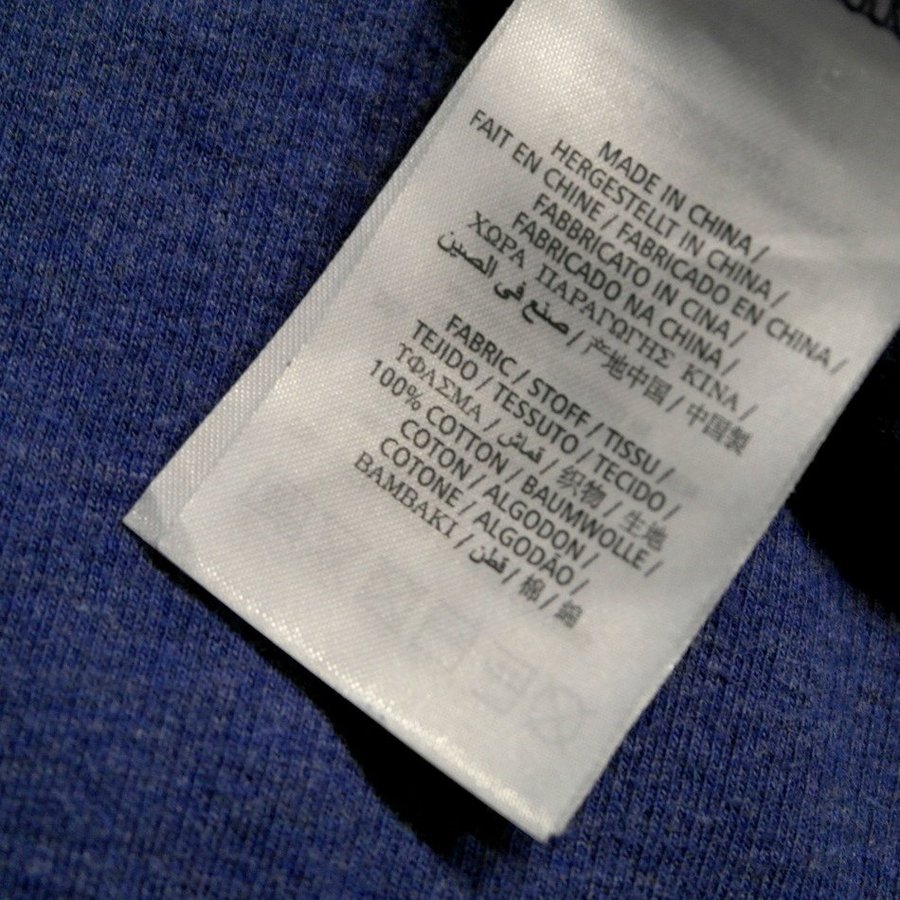 MADE IN CHINA /
HERGESTELLT IN CHINA /
FAIT EN CHINE / FABRICADO EN CHINA /
FABBRICATO IN CINA /
FABRICADO NA CHINA /
ΧΩΡΑ ΠΑΡΑΓΩΓΗΣ ΚΙΝΑ /
صنع في الصين / 产地中国 / 中国製
FABRIC / STOFF / TISSU /
TEJIDO / TESSUTO / TECIDO /
ΥΦΑΣΜΑ / قماش / 织物 / 生地
100% COTTON / BAUMWOLLE /
COTON / ALGODON /
COTONE / ALGODÃO /
ΒΑΜΒΑΚΙ / قطن / 棉 / 綿